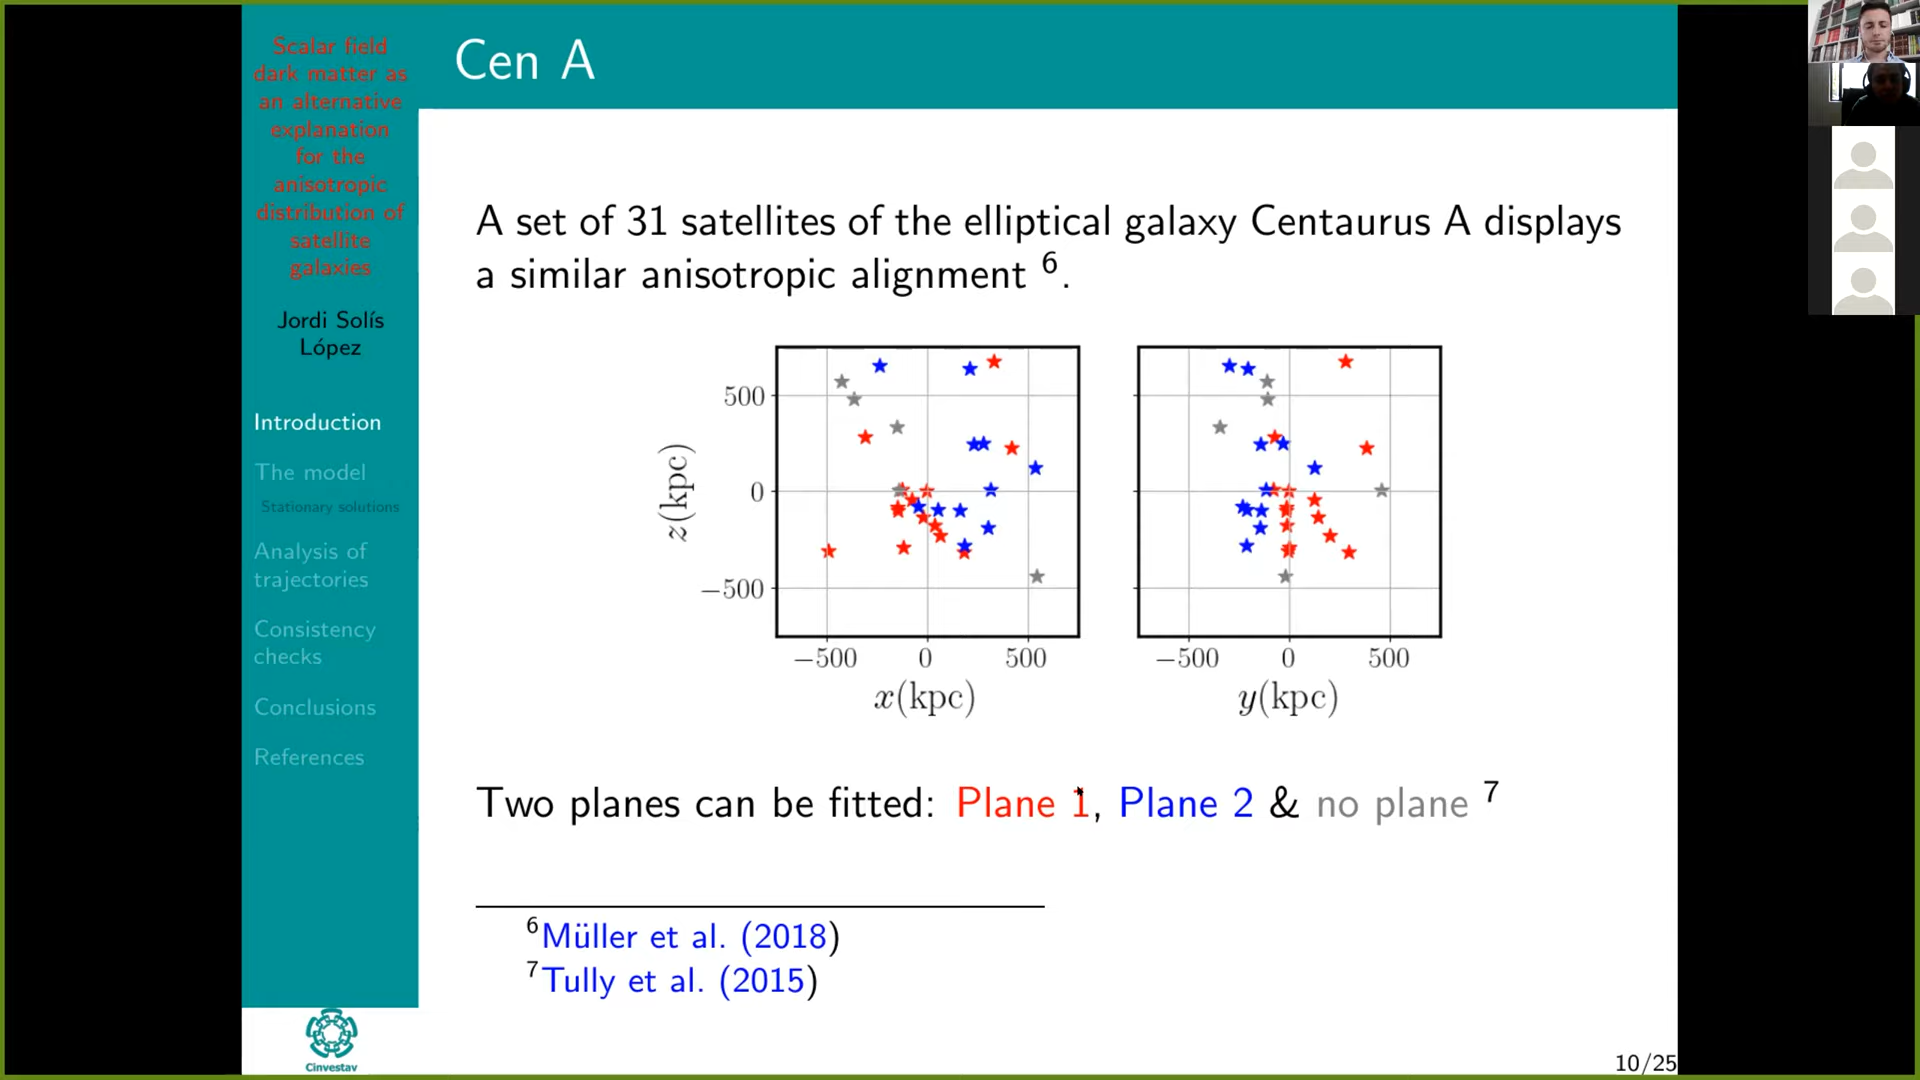 Scalar field
dark matter as
an alternative
explanation
for the
anisotropic
distribution of
satellite
galaxies
Jordi Solís
López
Introduction
The model
Stationary solutions
Analysis of
trajectories
Consistency
checks
Conclusions
References
Cinvestav
Cen A
A set of 31 satellites of the elliptical galaxy Centaurus A displays
a similar anisotropic alignment 6.
z(kpc)
500
0
−500
−500 0 500
x(kpc)
−500 0 500
y(kpc)
Two planes can be fitted: Plane 1, Plane 2 & no plane 7
6Müller et al. (2018)
7Tully et al. (2015)
10/25